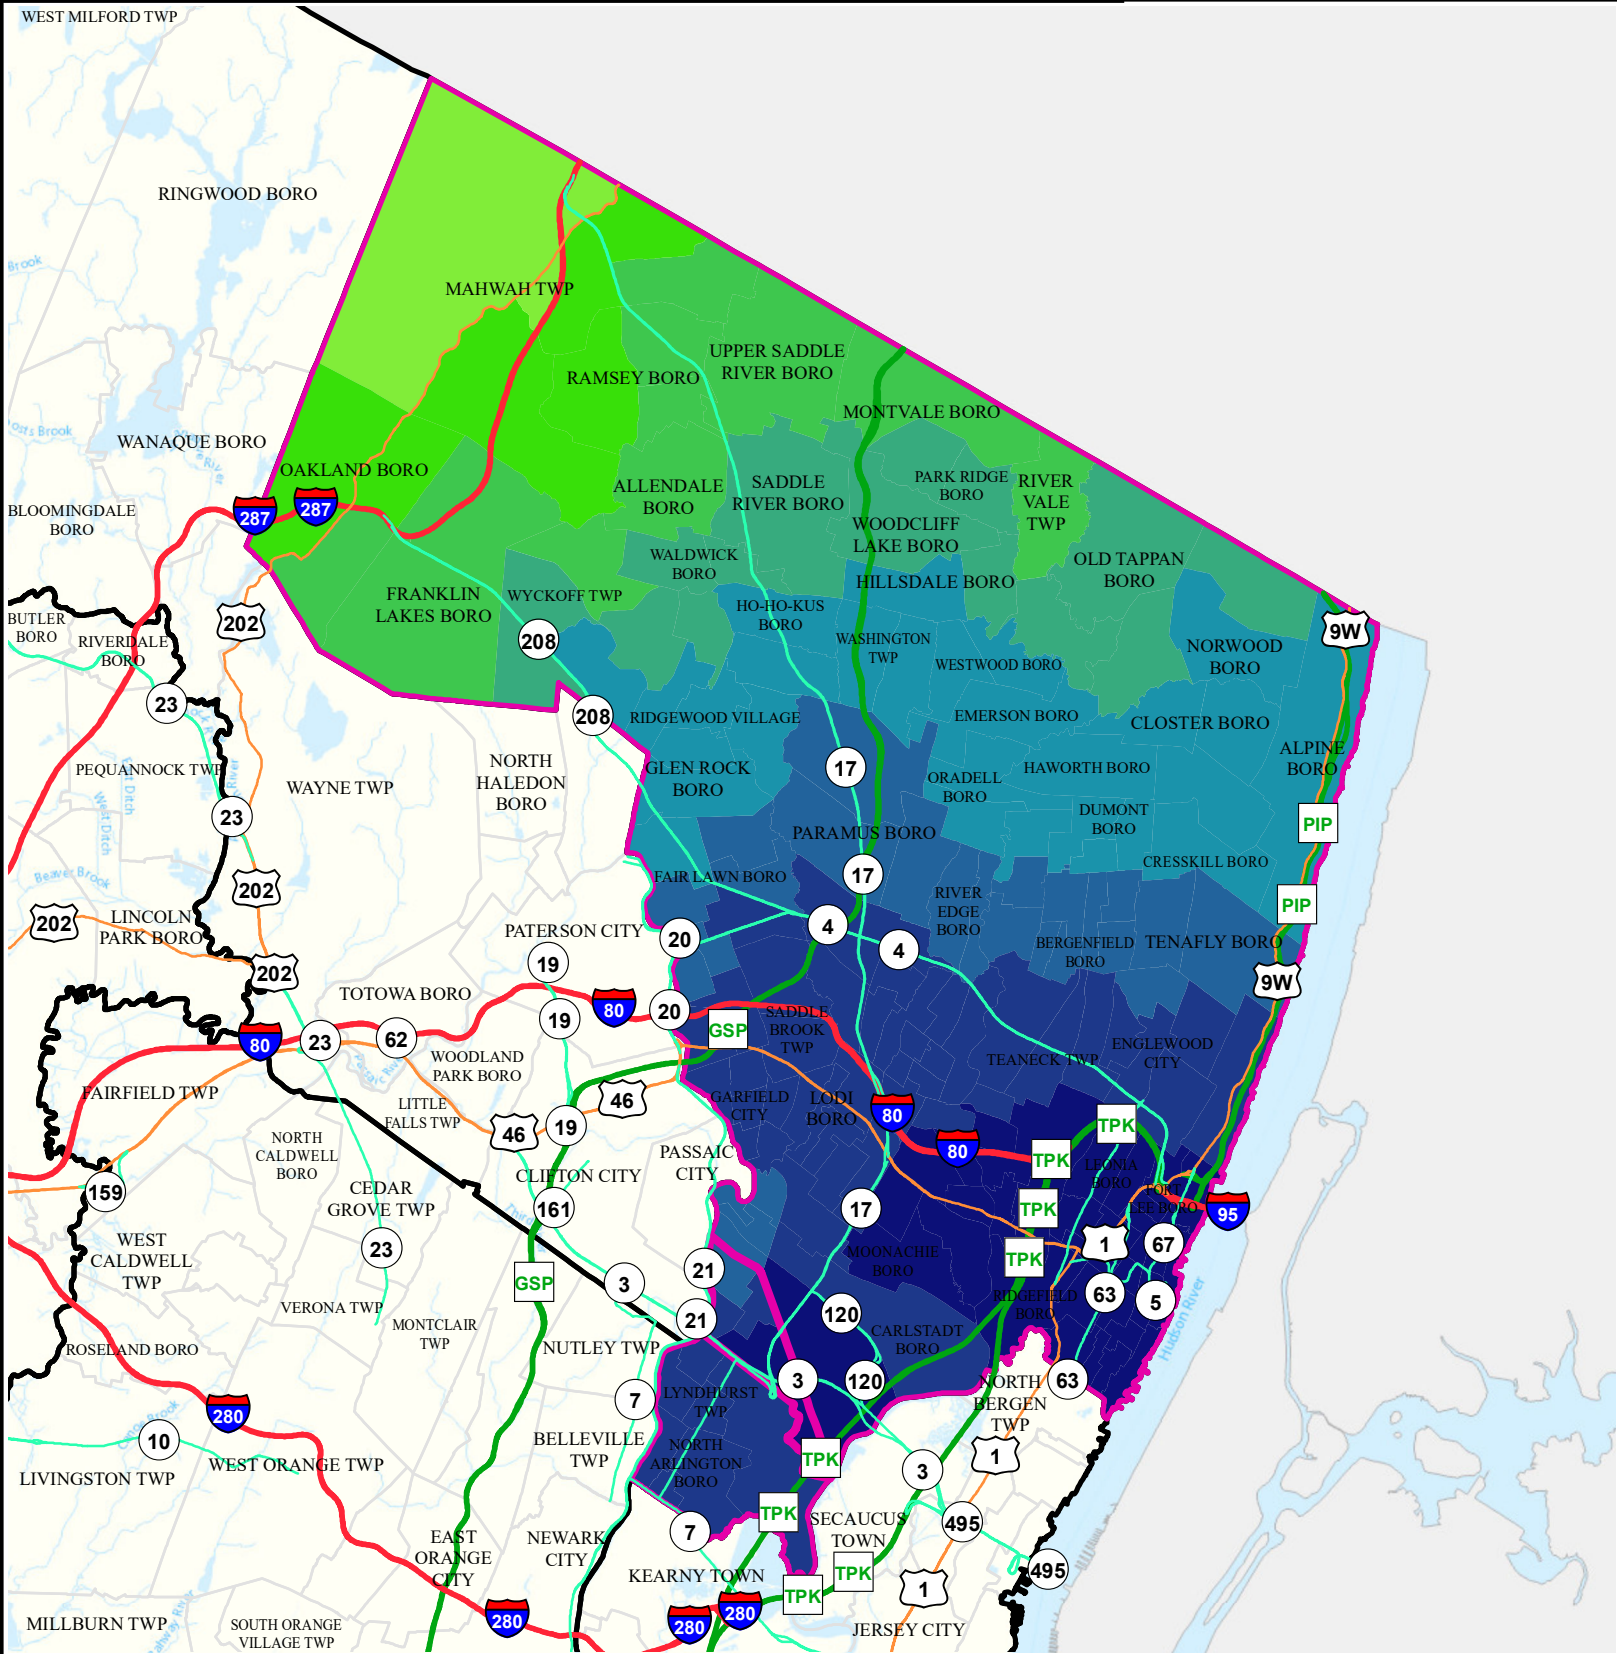 WEST MILFORD TWP
RINGWOOD BORO
MAHWAH TWP
UPPER SADDLE
RIVER BORO
RAMSEY BORO
MONTVALE BORO
WANAQUE BORO
OAKLAND BORO
287
287
BLOOMINGDALE
BORO
ALLENDALE
BORO
SADDLE
RIVER BORO
PARK RIDGE
BORO
RIVER
VALE
TWP
WOODCLIFF
LAKE BORO
OLD TAPPAN
BORO
WALDWICK
BORO
HILLSDALE BORO
FRANKLIN
LAKES BORO
WYCKOFF TWP
HO-HO-KUS
BORO
BUTLER
BORO
RIVERDALE
BORO
202
208
WASHINGTON
TWP
WESTWOOD BORO
NORWOOD
BORO
9W
23
208
RIDGEWOOD VILLAGE
EMERSON BORO
CLOSTER BORO
PEQUANNOCK TWP
WAYNE TWP
NORTH
HALEDON
BORO
GLEN ROCK
BORO
17
ORADELL
BORO
HAWORTH BORO
ALPINE
BORO
West Ditch
23
DUMONT
BORO
PIP
PARAMUS BORO
Beaver Brook
202
FAIR LAWN BORO
17
CRESSKILL BORO
PIP
202
LINCOLN
PARK BORO
PATERSON CITY
20
4
4
RIVER
EDGE
BORO
BERGENFIELD
BORO
TENAFLY BORO
202
19
9W
TOTOWA BORO
80
19
20
GSP
SADDLE
BROOK
TWP
80
23
62
WOODLAND
PARK BORO
TEANECK TWP
ENGLEWOOD
CITY
FAIRFIELD TWP
LITTLE
FALLS TWP
46
46
19
GARFIELD
CITY
LODI
BORO
80
80
TPK
TPK
NORTH
CALDWELL
BORO
PASSAIC
CITY
LEONIA
BORO
CLIFTON CITY
159
CEDAR
GROVE TWP
161
17
TPK
FORT
LEE BORO
95
WEST
CALDWELL
TWP
23
GSP
3
21
MOONACHIE
BORO
TPK
1
67
VERONA TWP
MONTCLAIR
TWP
21
120
RIDGEFIELD
BORO
63
5
Hudson River
ROSELAND BORO
NUTLEY TWP
CARLSTADT
BORO
7
LYNDHURST
TWP
3
120
NORTH
BERGEN
TWP
63
280
10
BELLEVILLE
TWP
NORTH
ARLINGTON
BORO
TPK
3
1
LIVINGSTON TWP
WEST ORANGE TWP
TPK
7
SECAUCUS
TOWN
495
EAST
ORANGE
CITY
NEWARK
CITY
KEARNY TOWN
TPK
TPK
495
1
MILLBURN TWP
SOUTH ORANGE
VILLAGE TWP
280
280
280
JERSEY CITY